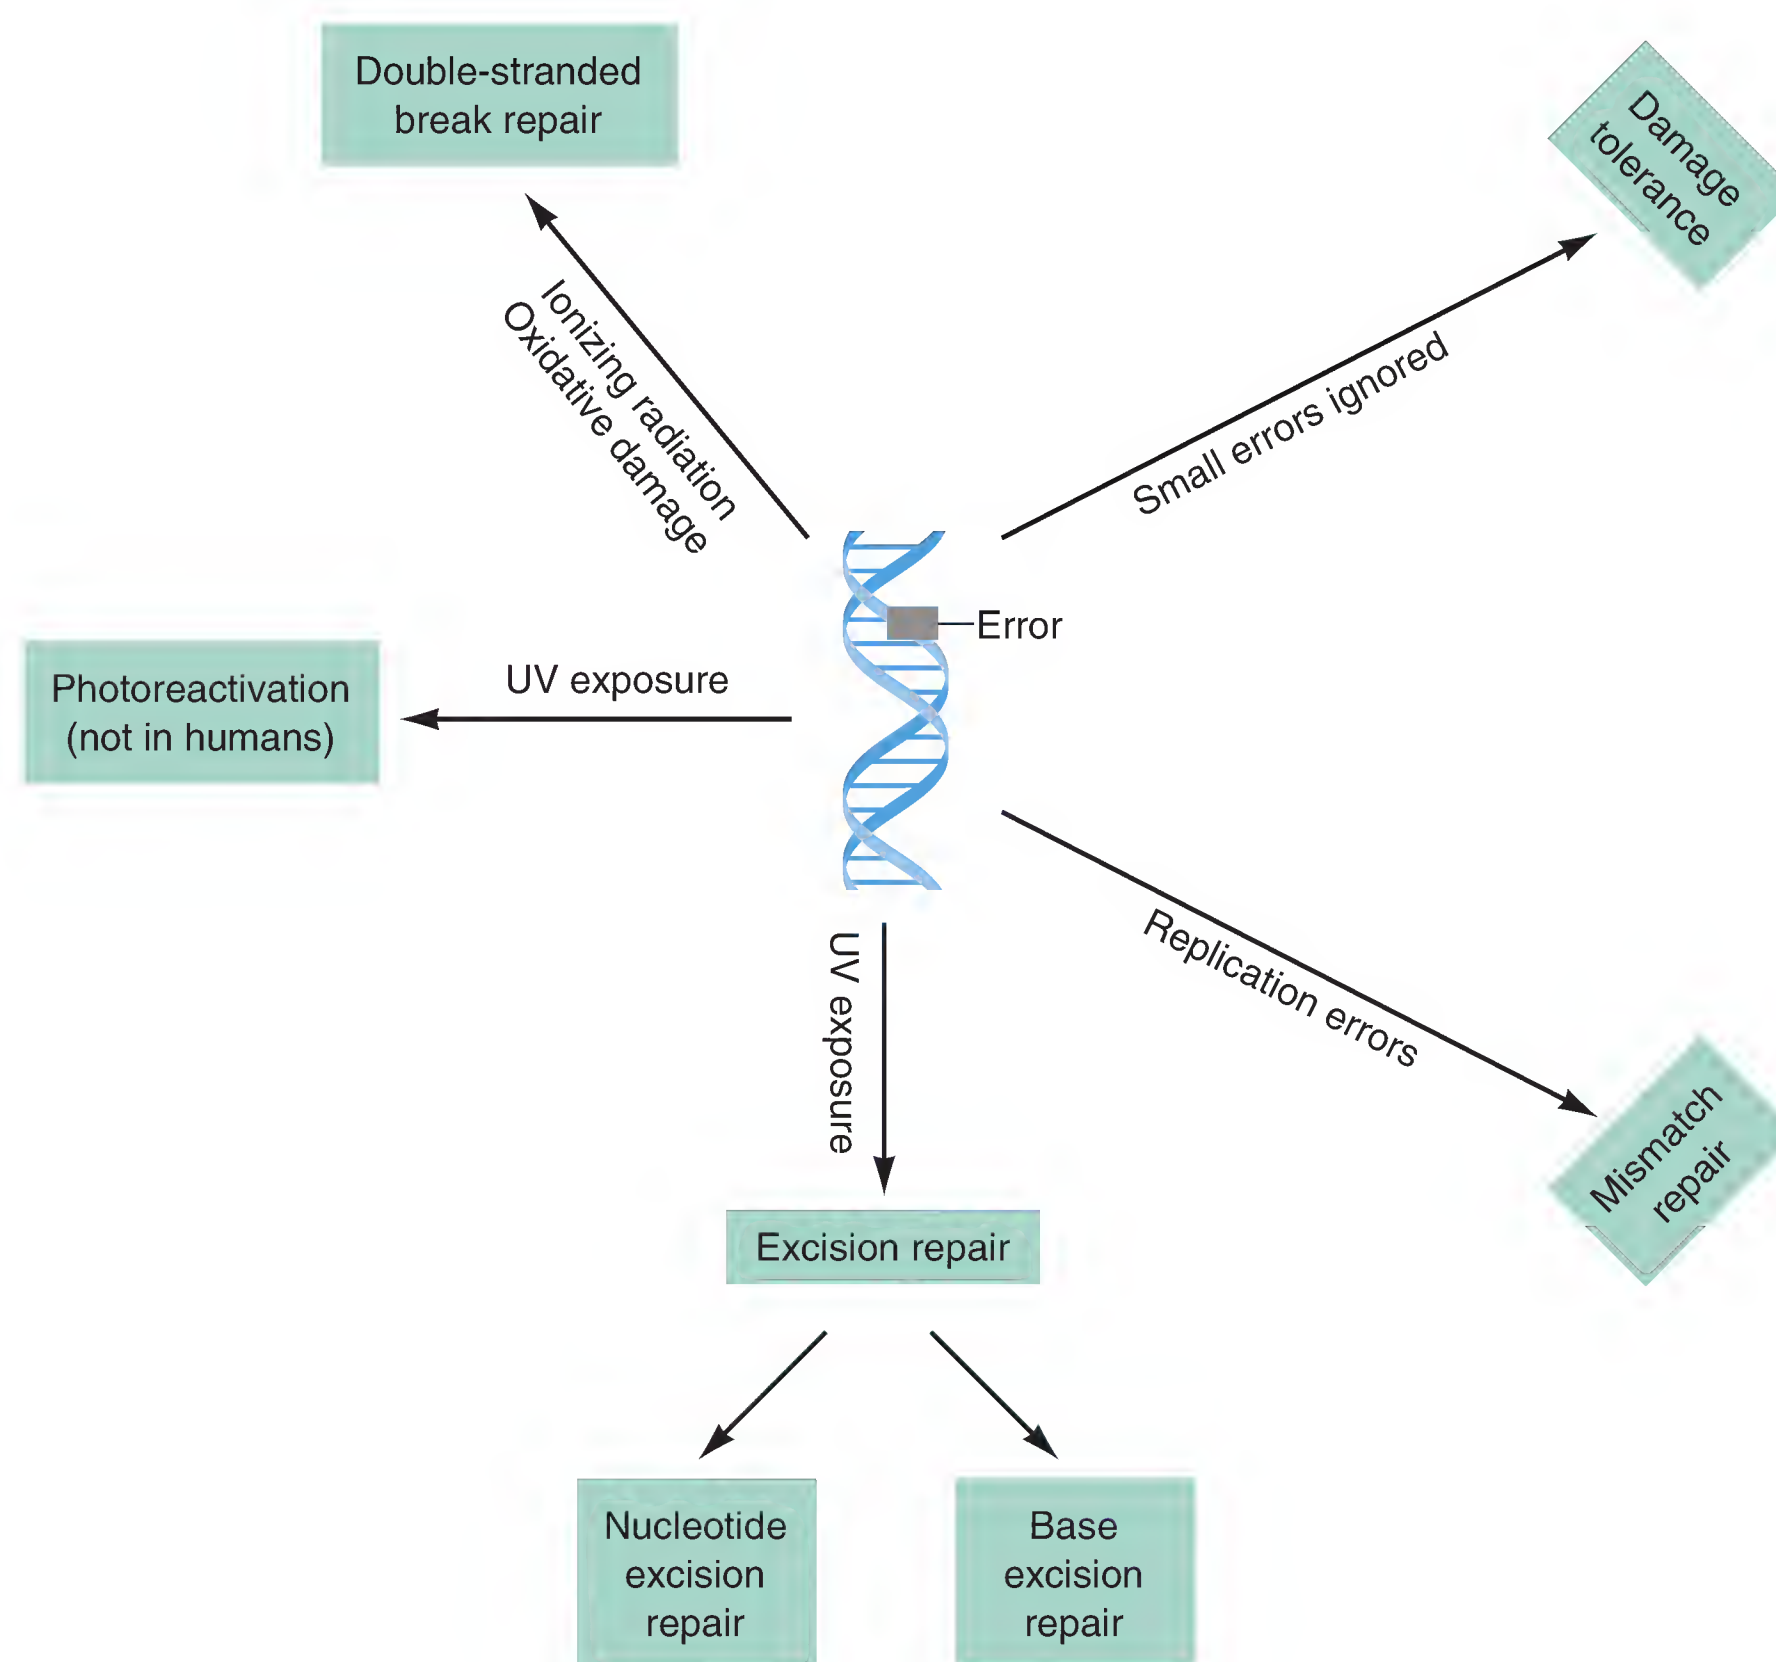 Double-stranded
break repair
Damage
tolerance
Ionizing radiation
Oxidative damage
Small errors ignored
Error
Photoreactivation
(not in humans)
UV exposure
Replication errors
UV exposure
Mismatch
repair
Excision repair
Nucleotide
excision
repair
Base
excision
repair